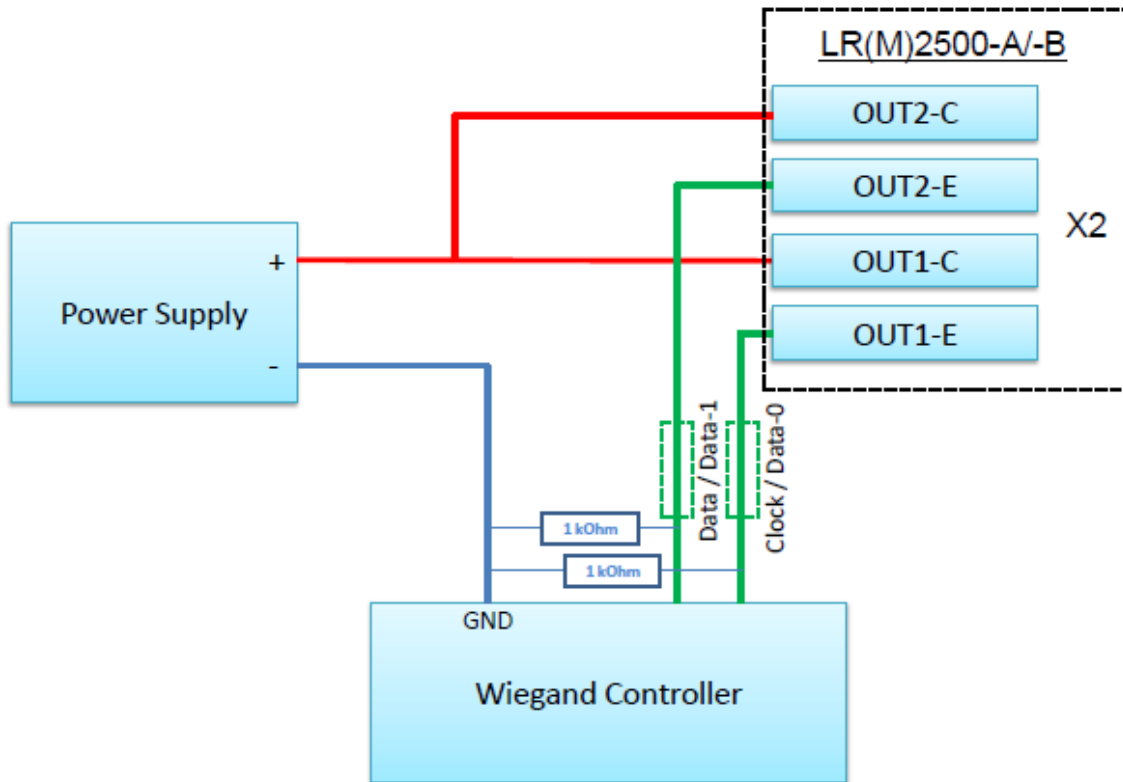 LR(M)2500-A/-B
OUT2-C
OUT2-E
X2
OUT1-C
OUT1-E
+
Power Supply
-
Data / Data-1
Clock / Data-0
1 kOhm
1 kOhm
GND
Wiegand Controller